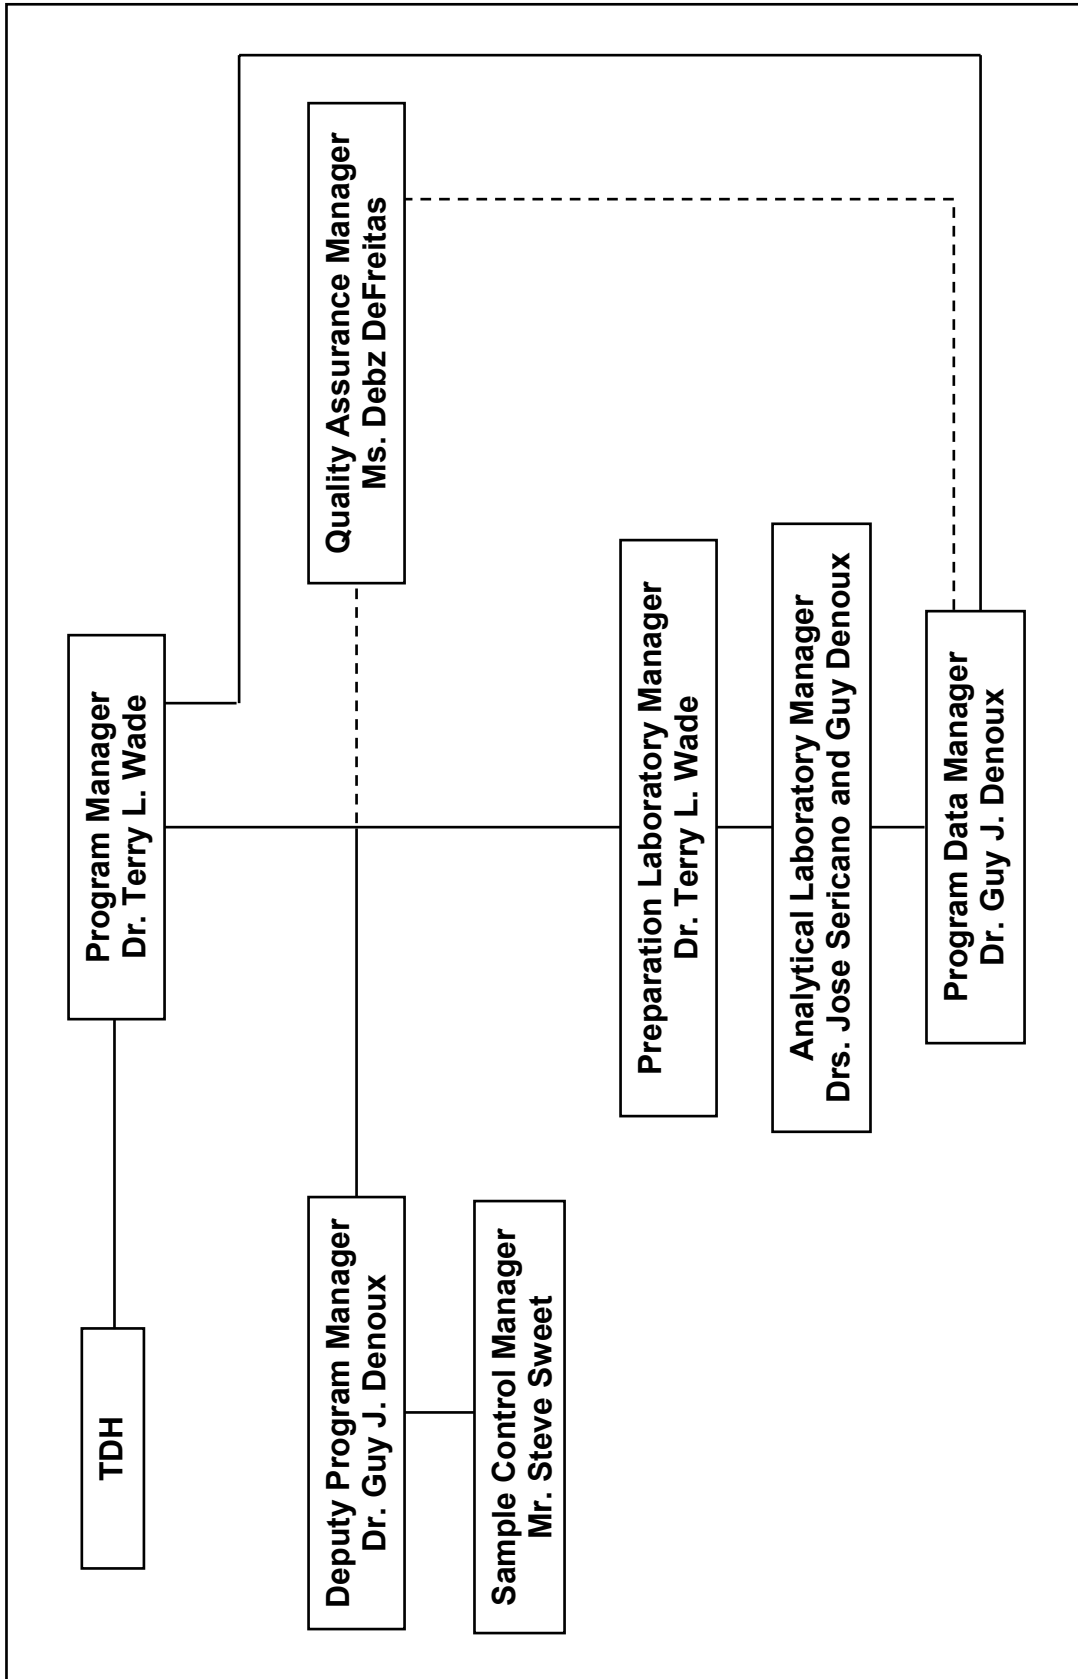 TDH
Program Manager
Dr. Terry L. Wade
Deputy Program Manager
Dr. Guy J. Denoux
Quality Assurance Manager
Ms. Debz DeFreitas
Sample Control Manager
Mr. Steve Sweet
Preparation Laboratory Manager
Dr. Terry L. Wade
Analytical Laboratory Manager
Drs. Jose Sericano and Guy Denoux
Program Data Manager
Dr. Guy J. Denoux